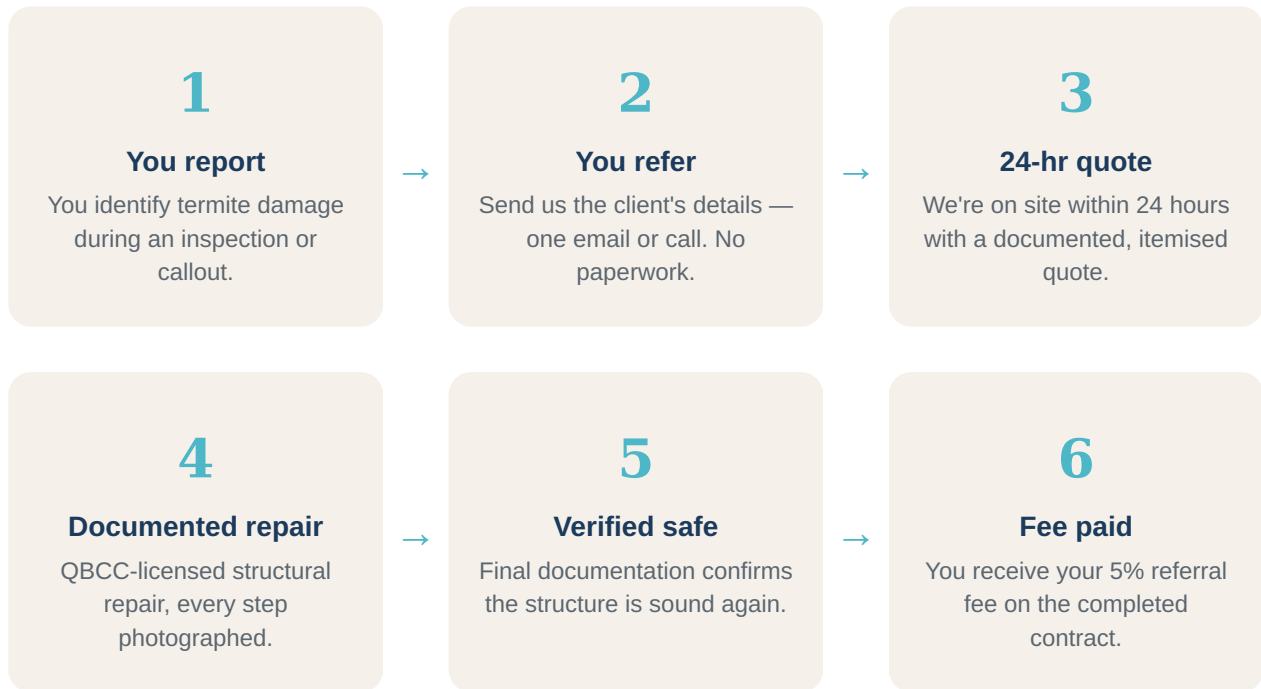 1
You report
You identify termite damage
during an inspection or
callout.
→
2
You refer
Send us the client's details —
one email or call. No
paperwork.
→
3
24-hr quote
We're on site within 24 hours
with a documented, itemised
quote.
4
Documented repair
QBCC-licensed structural
repair, every step
photographed.
→
5
Verified safe
Final documentation confirms
the structure is sound again.
→
6
Fee paid
You receive your 5% referral
fee on the completed
contract.